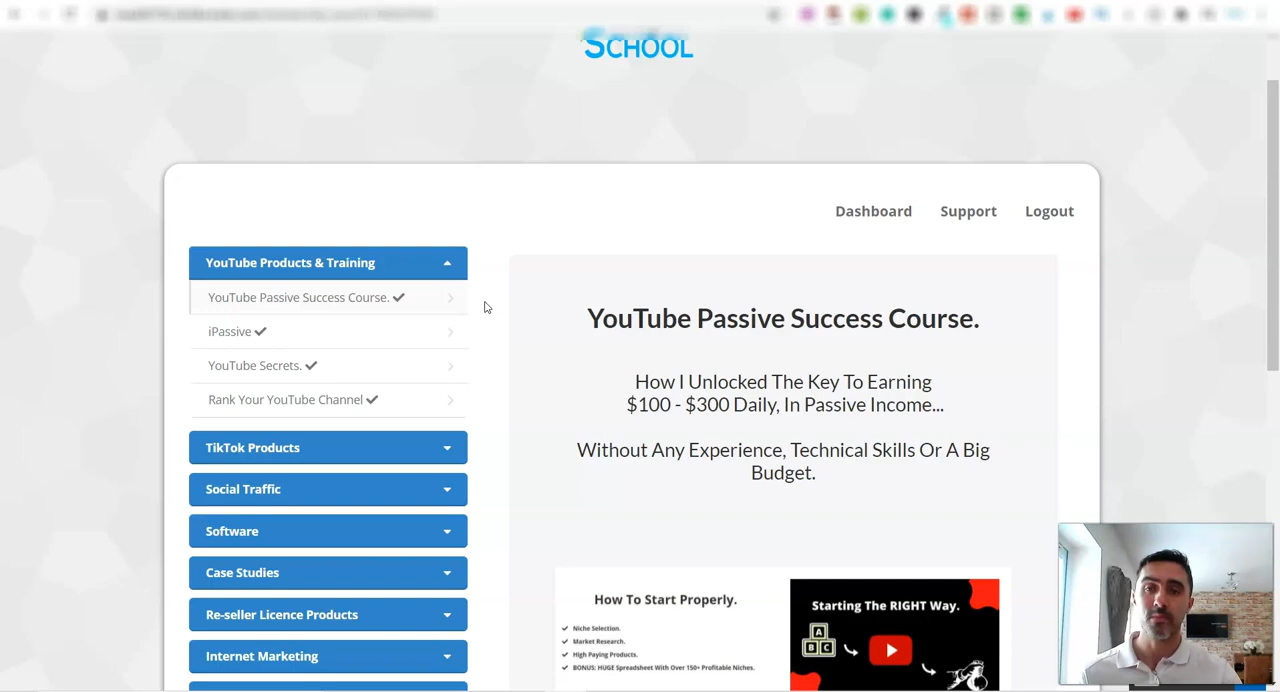 SCHOOL
Dashboard Support Logout
YouTube Products & Training
YouTube Passive Success Course.
iPassive
YouTube Secrets.
Rank Your YouTube Channel
TikTok Products
Social Traffic
Software
Case Studies
Re-seller Licence Products
Internet Marketing
YouTube Passive Success Course.
How I Unlocked The Key To Earning
$100 - $300 Daily, In Passive Income...
Without Any Experience, Technical Skills Or A Big
Budget.
How To Start Properly.
Niche Selection.
Market Research.
High Paying Products.
BONUS: HUGE Spreadsheet With Over 150+ Profitable Niches.
Starting The RIGHT Way.
A
B C